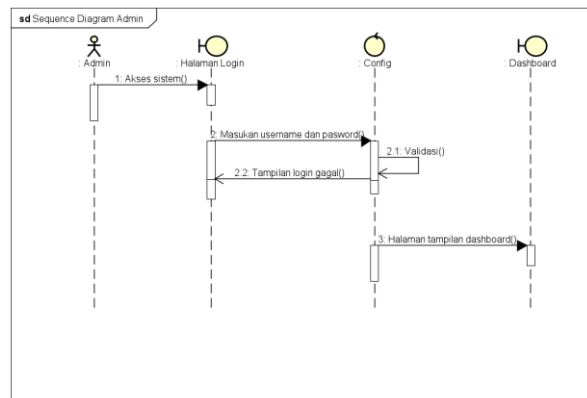 sd Sequence Diagram Admin
: Admin
: Halaman Login
: Config
: Dashboard
1: Akses sistem()
2: Masukan username dan pasword()
2.1: Validasi()
2.2: Tampilan login gagal()
3: Halaman tampilan dashboard()